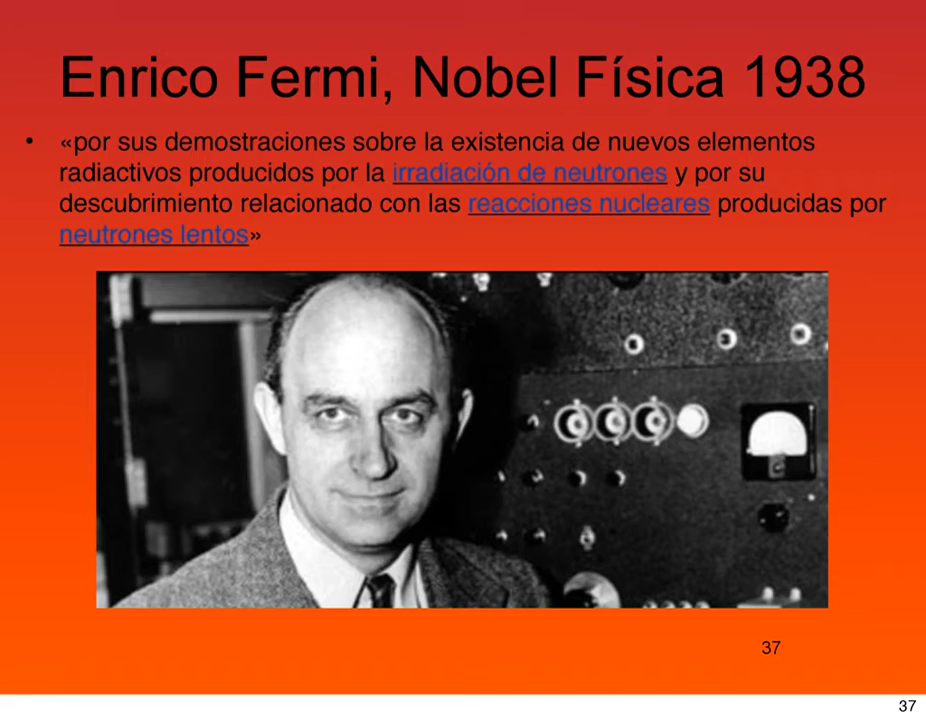 Enrico Fermi, Nobel Física 1938
• «por sus demostraciones sobre la existencia de nuevos elementos
radiactivos producidos por la irradiación de neutrones y por su
descubrimiento relacionado con las reacciones nucleares producidas por
neutrones lentos»
37
37